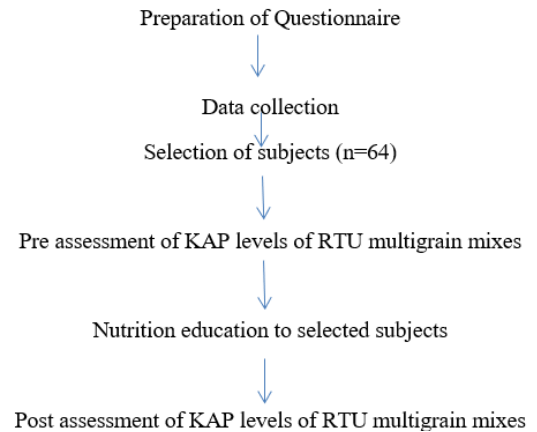 Preparation of Questionnaire
Data collection
Selection of subjects (n=64)
Pre assessment of KAP levels of RTU multigrain mixes
Nutrition education to selected subjects
Post assessment of KAP levels of RTU multigrain mixes